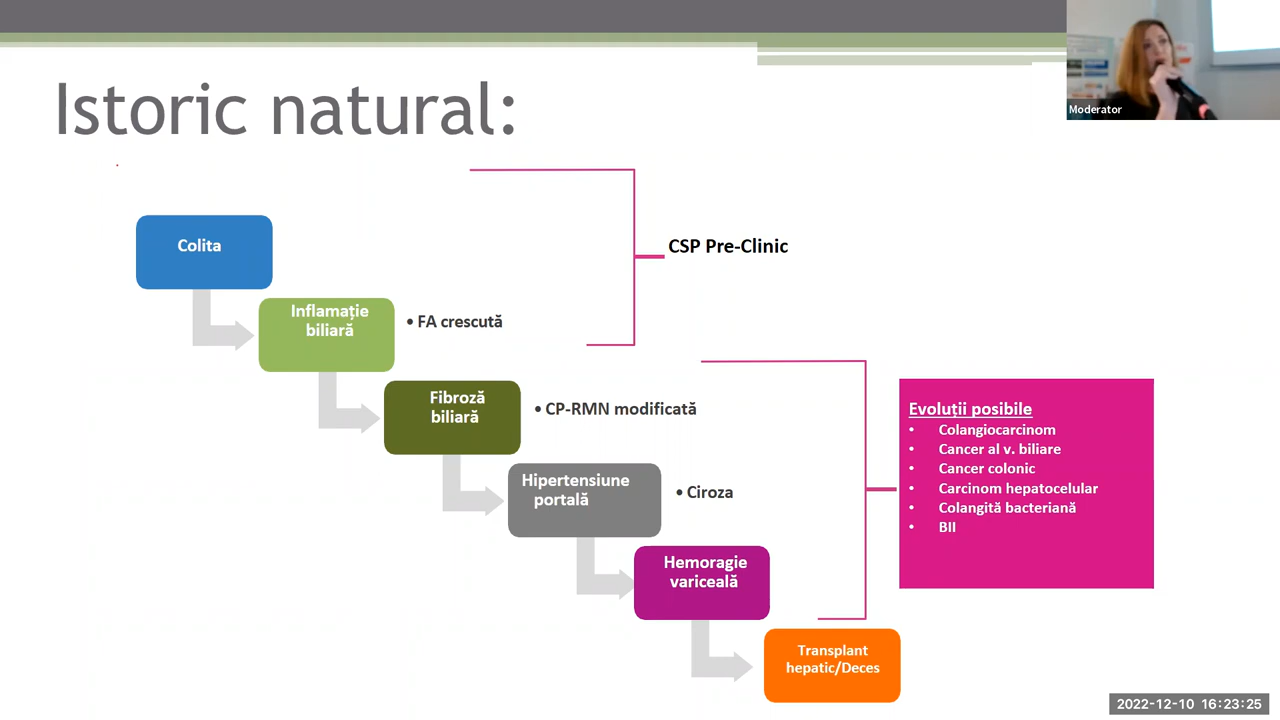 Istoric natural:
Moderator
Colita
CSP Pre-Clinic
Inflamație
biliară
• FA crescută
Fibroză
biliară
• CP-RMN modificată
Hipertensiune
portală
• Ciroza
Hemoragie
variceală
Transplant
hepatic/Deces
Evoluții posibile
• Colangiocarcinom
• Cancer al v. biliare
• Cancer colonic
• Carcinom hepatocelular
• Colangită bacteriană
• BII
2022-12-10 16:23:25